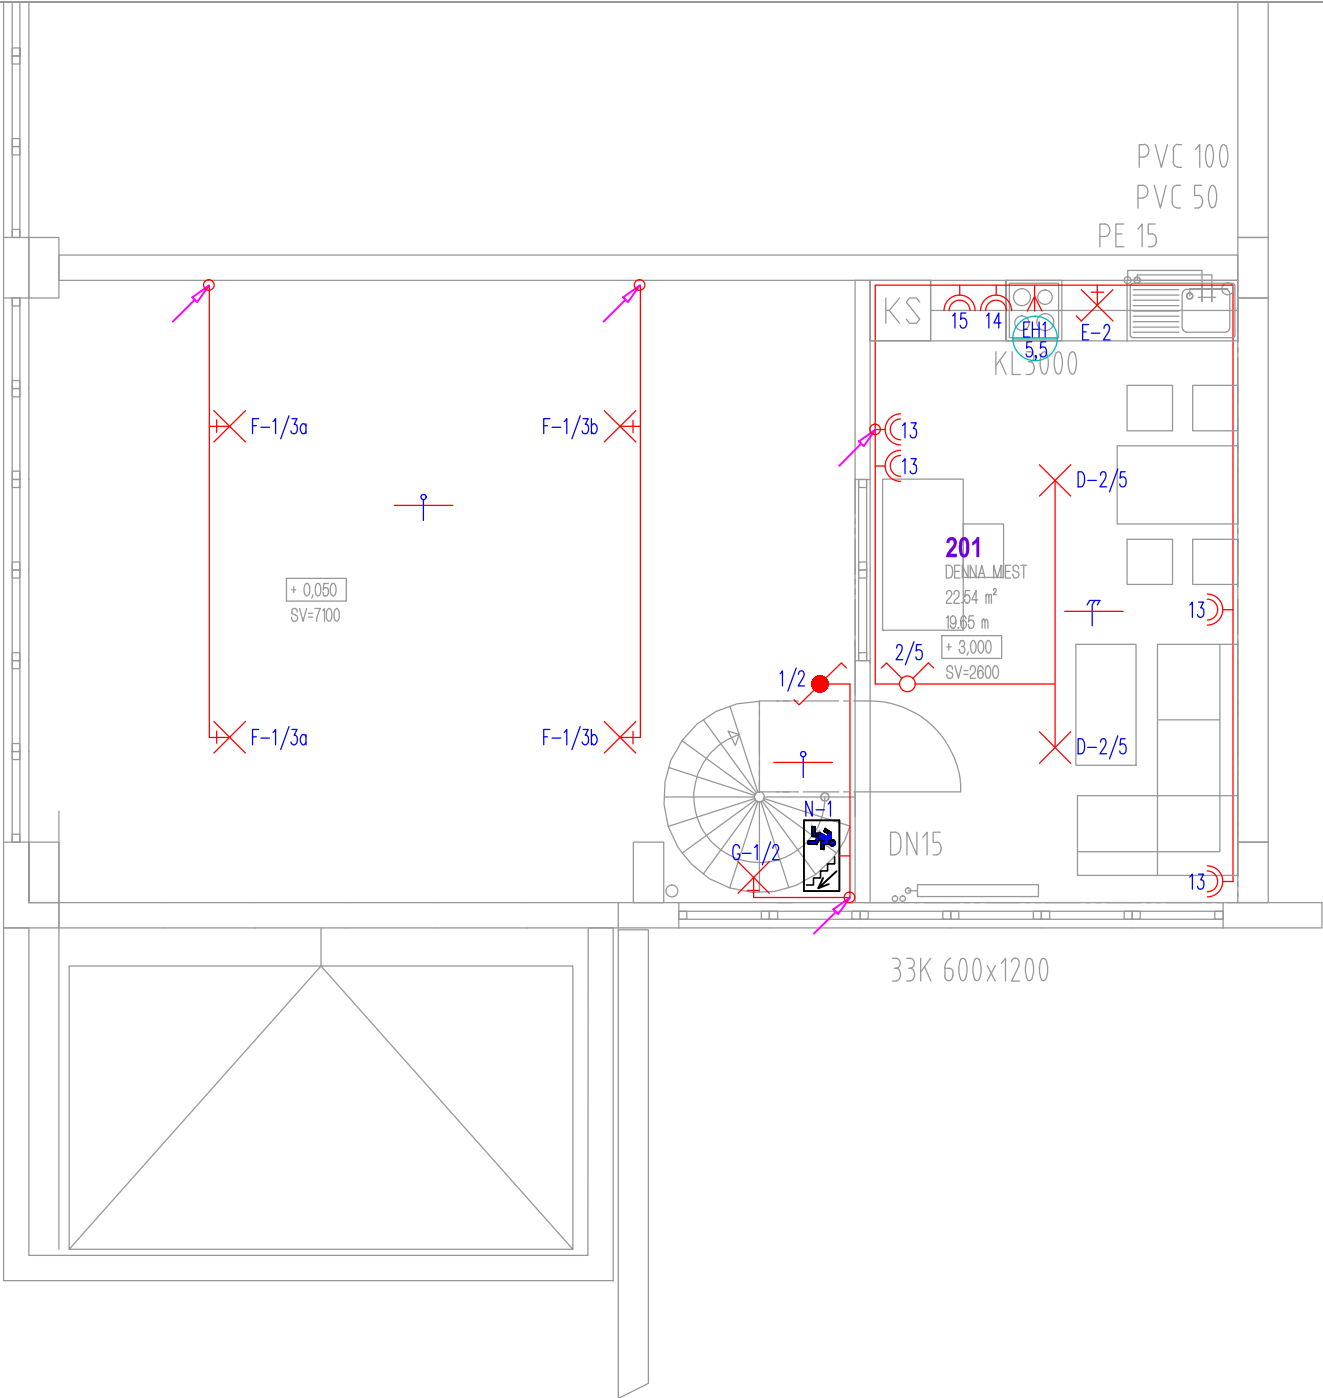 PVC 100
PVC 50
PE 15
KS
15
14
EH1
5,5
E-2
KL3000
F-1/3a
F-1/3b
13
13
D-2/5
201
DENNA MEST
22.54 m²
19.65 m
+ 3,000
SV=2600
+ 0,050
SV=7100
13
2/5
1/2
F-1/3a
F-1/3b
D-2/5
N-1
G-1/2
DN15
13
33K 600x1200